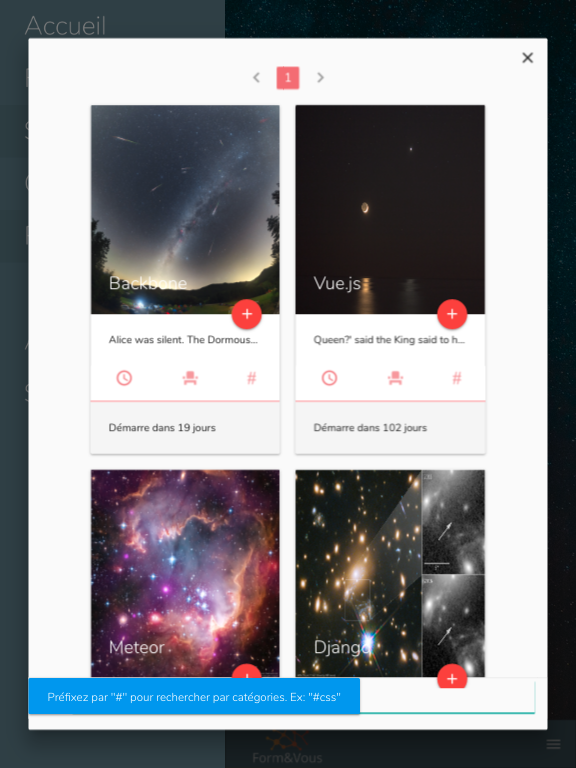 Accueil
1
Backbone
Vue.js
Alice was silent. The Dormous...
Queen?' said the King said to h...
#
#
Démarre dans 19 jours
Démarre dans 102 jours
Meteor
Django
Préfixez par "#" pour rechercher par catégories. Ex: "#css"
Form&Vous